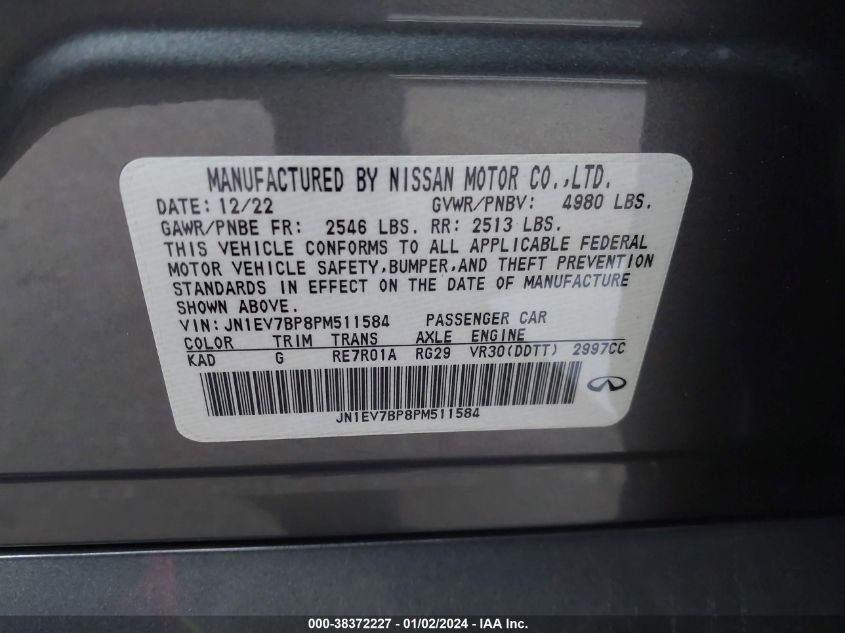 MANUFACTURED BY NISSAN MOTOR CO.,LTD.
DATE: 12/22 GVWR/PNBV: 4980 LBS.
GAWR/PNBE FR: 2546 LBS. RR: 2513 LBS.
THIS VEHICLE CONFORMS TO ALL APPLICABLE FEDERAL
MOTOR VEHICLE SAFETY,BUMPER,AND THEFT PREVENTION
STANDARDS IN EFFECT ON THE DATE OF MANUFACTURE
SHOWN ABOVE.
VIN: JN1EV7BP8PM511584 PASSENGER CAR
COLOR TRIM TRANS AXLE ENGINE
KAD G RE7R01A RG29 VR30(DDTT) 2997CC
JN1EV7BP8PM511584
000-38372227 - 01/02/2024 - IAA Inc.